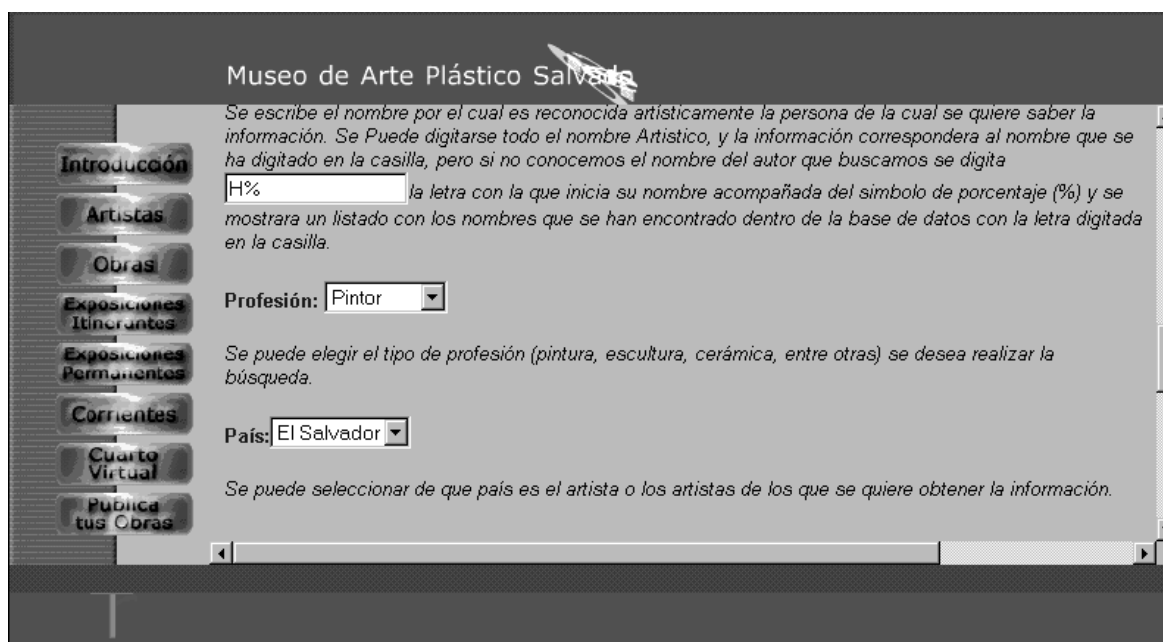 Museo de Arte Plástico Salvado
Se escribe el nombre por el cual es reconocida artísticamente la persona de la cual se quiere saber la
información. Se Puede digitarse todo el nombre Artistico, y la información correspondera al nombre que se
ha digitado en la casilla, pero si no conocemos el nombre del autor que buscamos se digita
H% la letra con la que inicia su nombre acompañada del simbolo de porcentaje (%) y se
mostrara un listado con los nombres que se han encontrado dentro de la base de datos con la letra digitada
en la casilla.
Profesión: Pintor
Se puede elegir el tipo de profesión (pintura, escultura, cerámica, entre otras) se desea realizar la
búsqueda.
País: El Salvador
Se puede seleccionar de que país es el artista o los artistas de los que se quiere obtener la información.
Introducción
Artistas
Obras
Exposiciones
Itinerantes
Exposiciones
Permanentes
Corrientes
Cuarto
Virtual
Publica
tus Obras